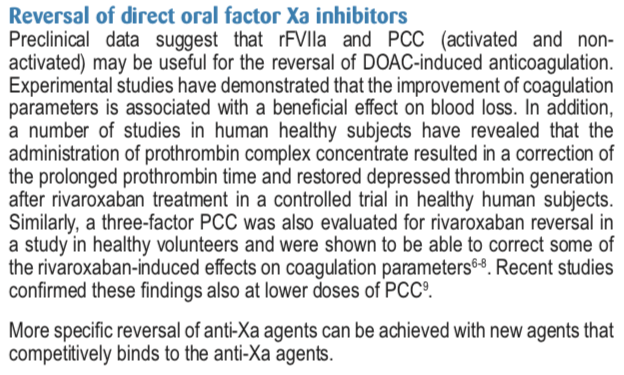 Reversal of direct oral factor Xa inhibitors
Preclinical data suggest that rFVIIa and PCC (activated and non-
activated) may be useful for the reversal of DOAC-induced anticoagulation.
Experimental studies have demonstrated that the improvement of coagulation
parameters is associated with a beneficial effect on blood loss. In addition,
a number of studies in human healthy subjects have revealed that the
administration of prothrombin complex concentrate resulted in a correction of
the prolonged prothrombin time and restored depressed thrombin generation
after rivaroxaban treatment in a controlled trial in healthy human subjects.
Similarly, a three-factor PCC was also evaluated for rivaroxaban reversal in
a study in healthy volunteers and were shown to be able to correct some of
the rivaroxaban-induced effects on coagulation parameters⁶⁻⁸. Recent studies
confirmed these findings also at lower doses of PCC⁹.
More specific reversal of anti-Xa agents can be achieved with new agents that
competitively binds to the anti-Xa agents.